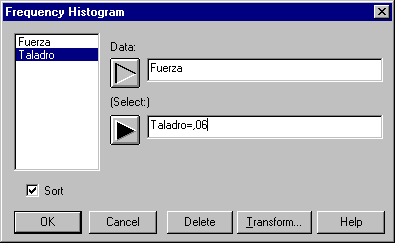 Frequency Histogram
Fuerza
Taladro
Data:
Fuerza
(Select:)
Taladro=,06
Sort
OK
Cancel
Delete
Transform...
Help